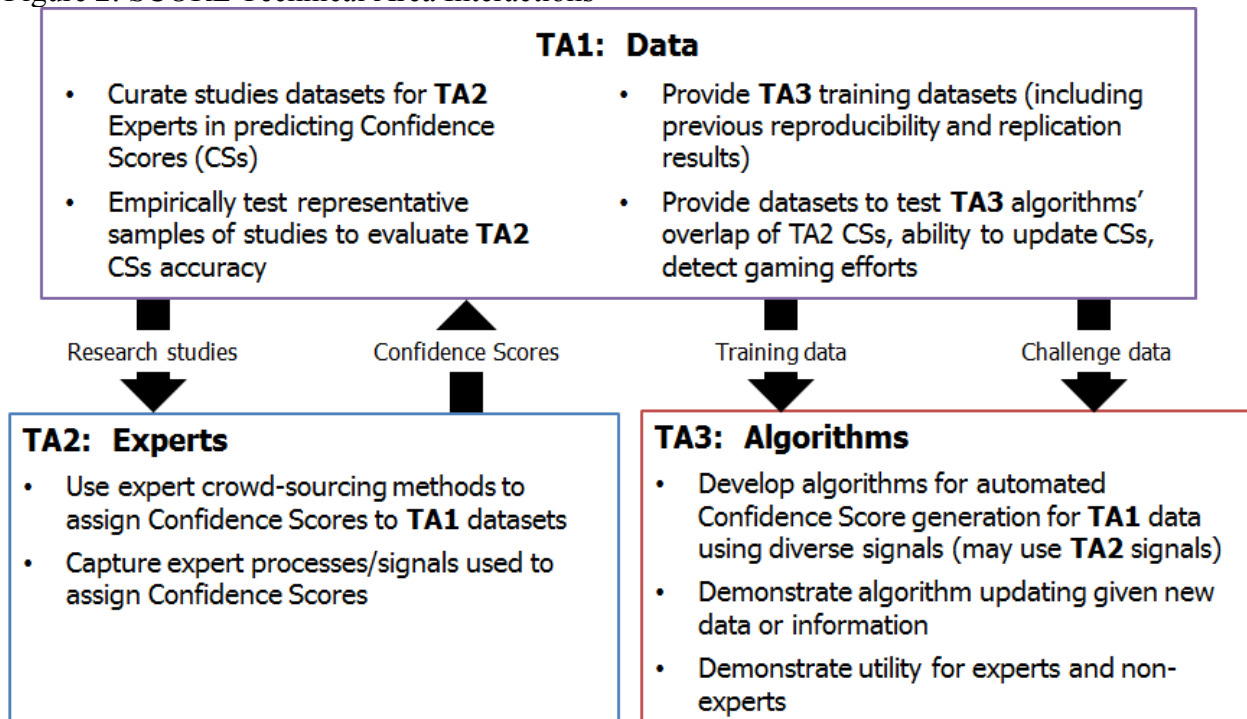 Figure 2: SCORE Technical Area Interactions
TA1: Data
• Curate studies datasets for TA2
Experts in predicting Confidence
Scores (CSs)
• Empirically test representative
samples of studies to evaluate TA2
CSs accuracy
• Provide TA3 training datasets (including
previous reproducibility and replication
results)
• Provide datasets to test TA3 algorithms’
overlap of TA2 CSs, ability to update CSs,
detect gaming efforts
Research studies
Confidence Scores
Training data
Challenge data
TA2: Experts
• Use expert crowd-sourcing methods to
assign Confidence Scores to TA1 datasets
• Capture expert processes/signals used to
assign Confidence Scores
TA3: Algorithms
• Develop algorithms for automated
Confidence Score generation for TA1 data
using diverse signals (may use TA2 signals)
• Demonstrate algorithm updating given new
data or information
• Demonstrate utility for experts and non-
experts